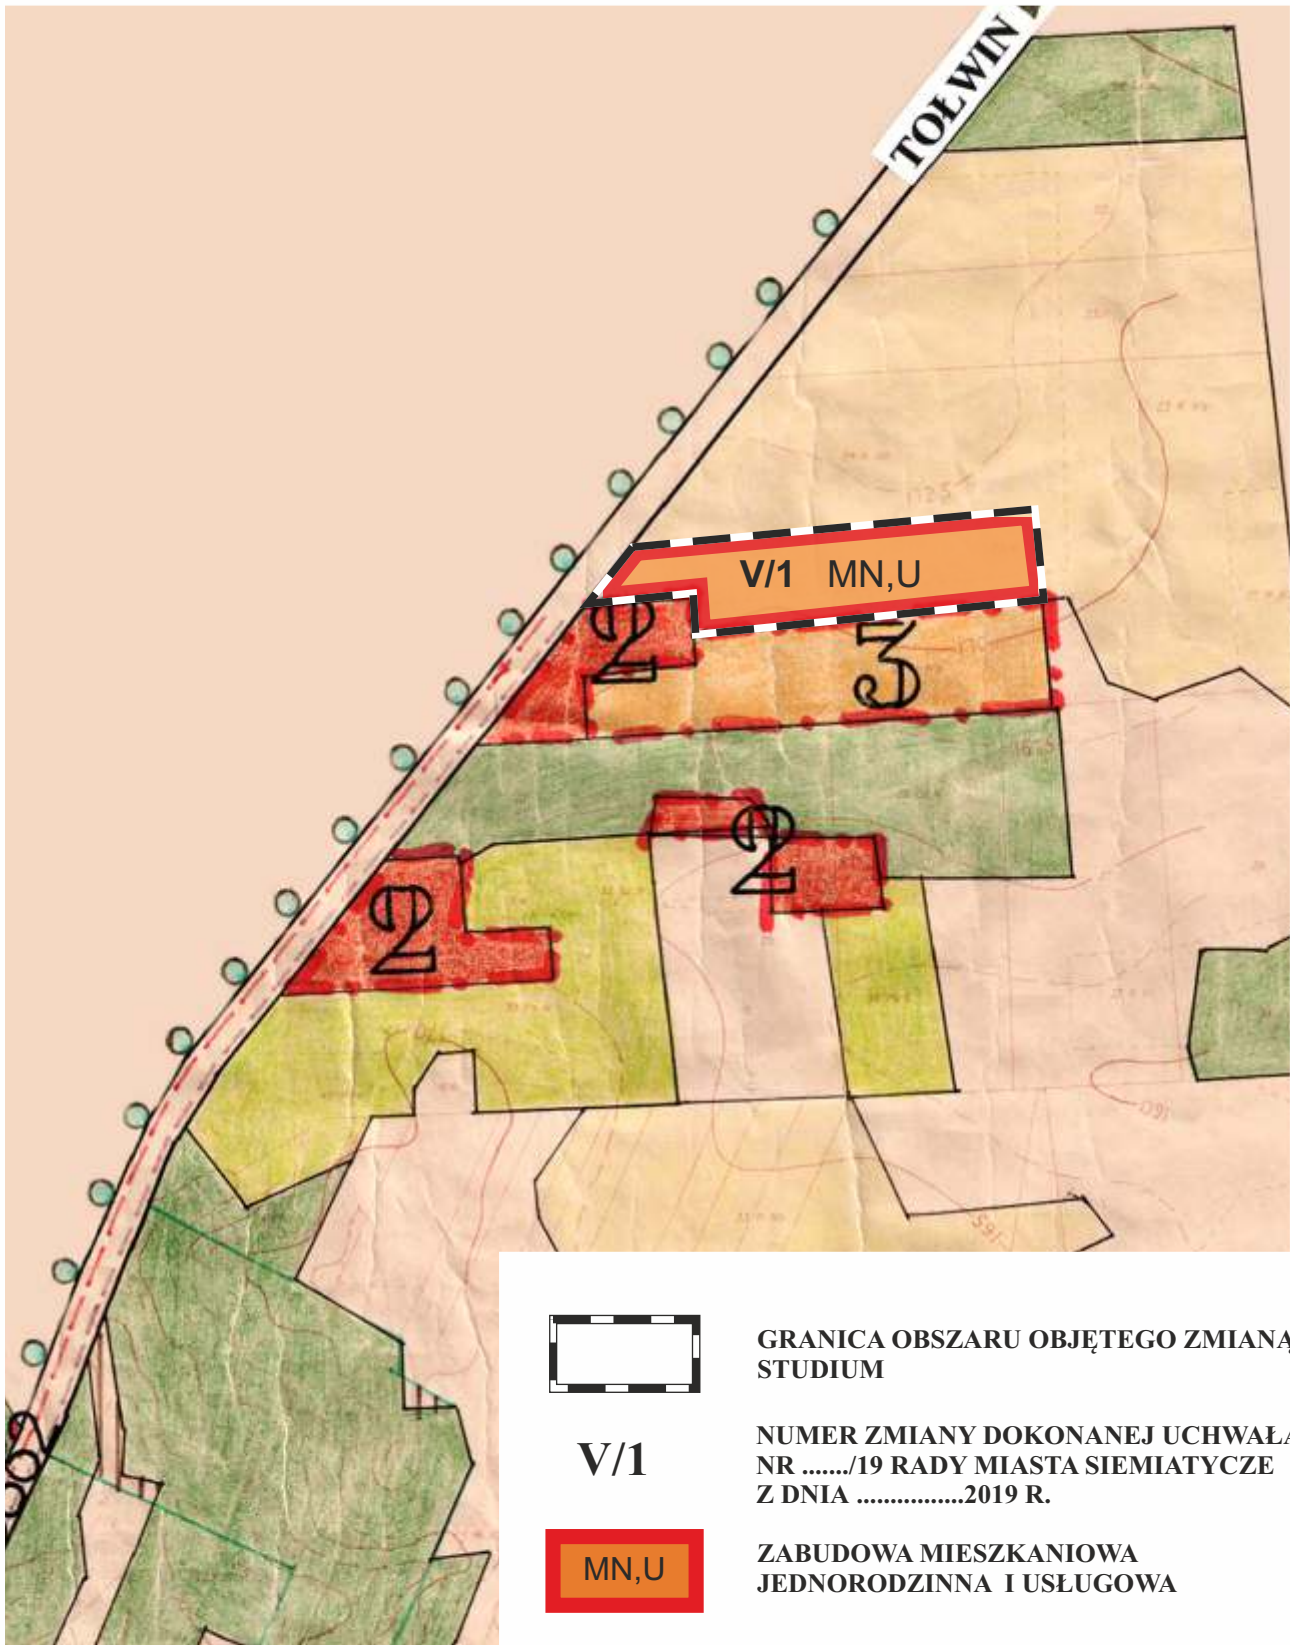 TOŁWIN
V/1 MN,U
2
3
2
2
GRANICA OBSZARU OBJĘTEGO ZMIANĄ
STUDIUM
V/1
NUMER ZMIANY DOKONANEJ UCHWAŁĄ
NR ......./19 RADY MIASTA SIEMIATYCZE
Z DNIA ................2019 R.
MN,U
ZABUDOWA MIESZKANIOWA
JEDNORODZINNA I USŁUGOWA